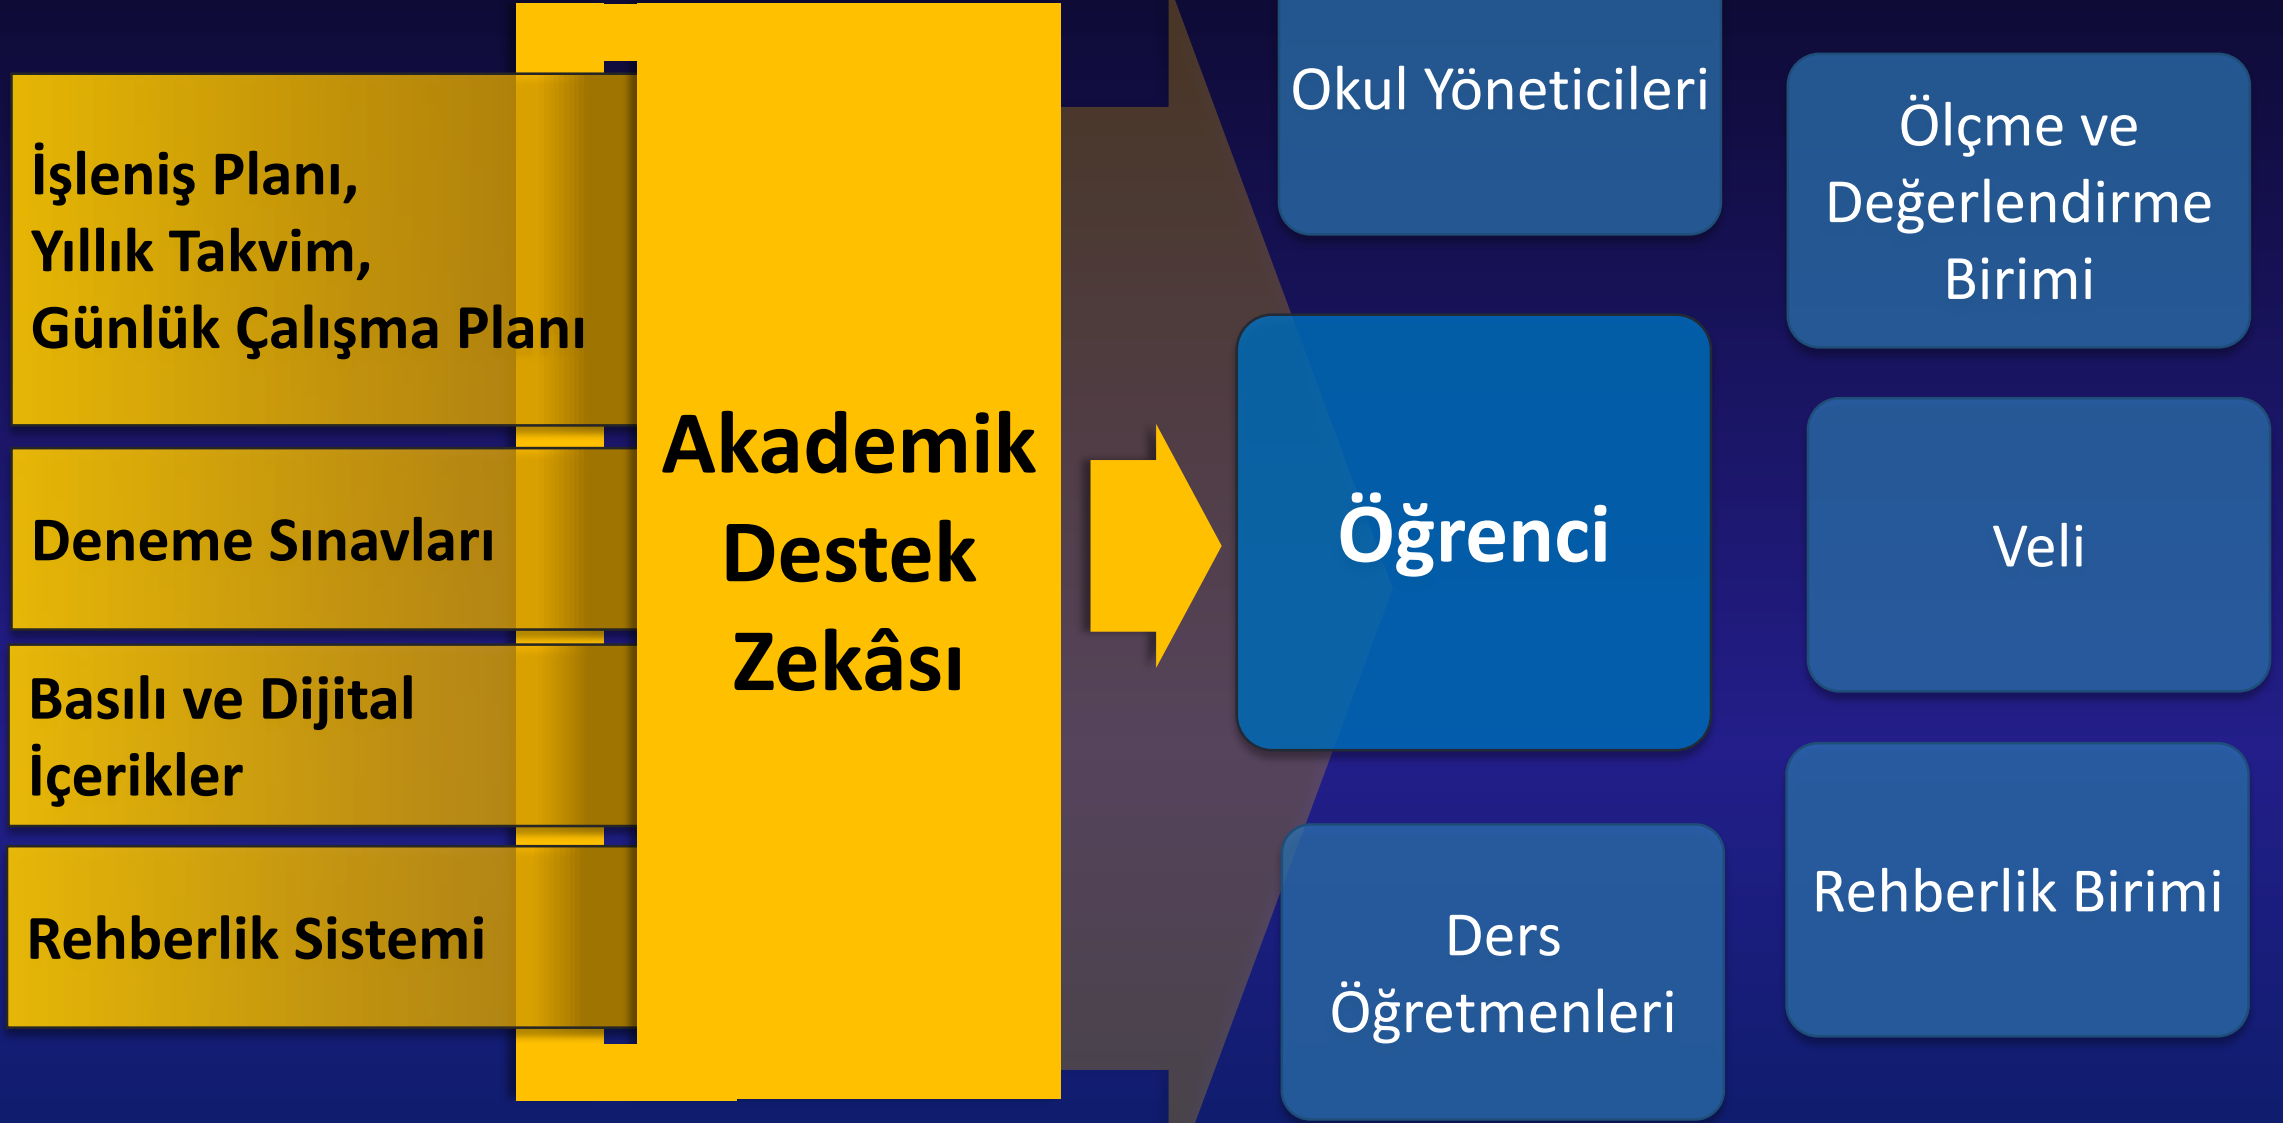 İşleniş Planı,
Yıllık Takvim,
Günlük Çalışma Planı
Deneme Sınavları
Basılı ve Dijital
İçerikler
Rehberlik Sistemi
Akademik
Destek
Zekâsı
Okul Yöneticileri
Öğrenci
Ders
Öğretmenleri
Ölçme ve
Değerlendirme
Birimi
Veli
Rehberlik Birimi